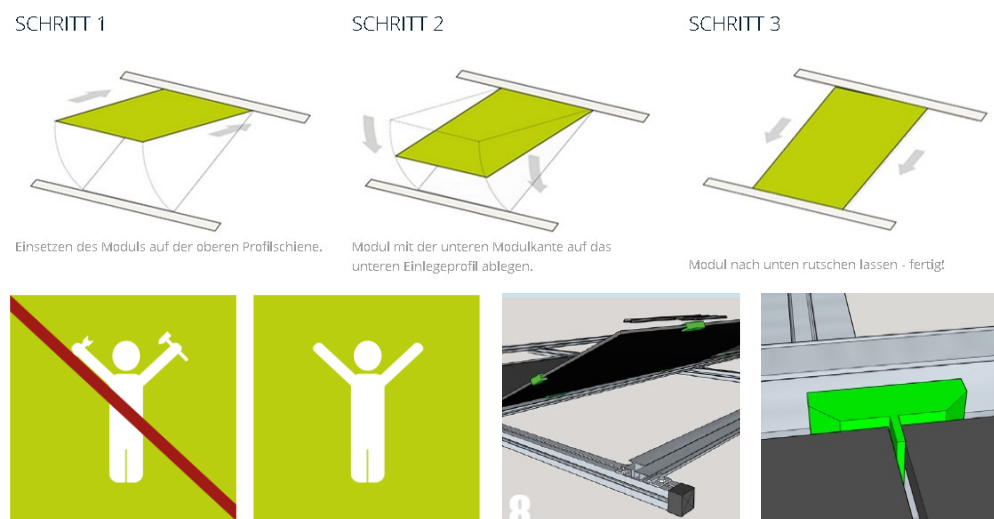 SCHRITT 1
Einsetzen des Moduls auf der oberen Profilschiene.
SCHRITT 2
Modul mit der unteren Modulkante auf das
unteren Einlegeprofil ablegen.
SCHRITT 3
Modul nach unten rutschen lassen - fertig!
8